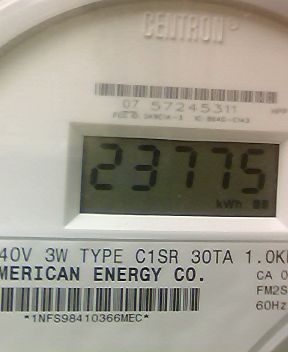 CENTRON
07 57245311
23775
kWh
40V 3W TYPE C1SR 30TA 1.0K
MERICAN ENERGY CO.
CA 0
FM2S
60Hz
*1NFS98410366MEC*